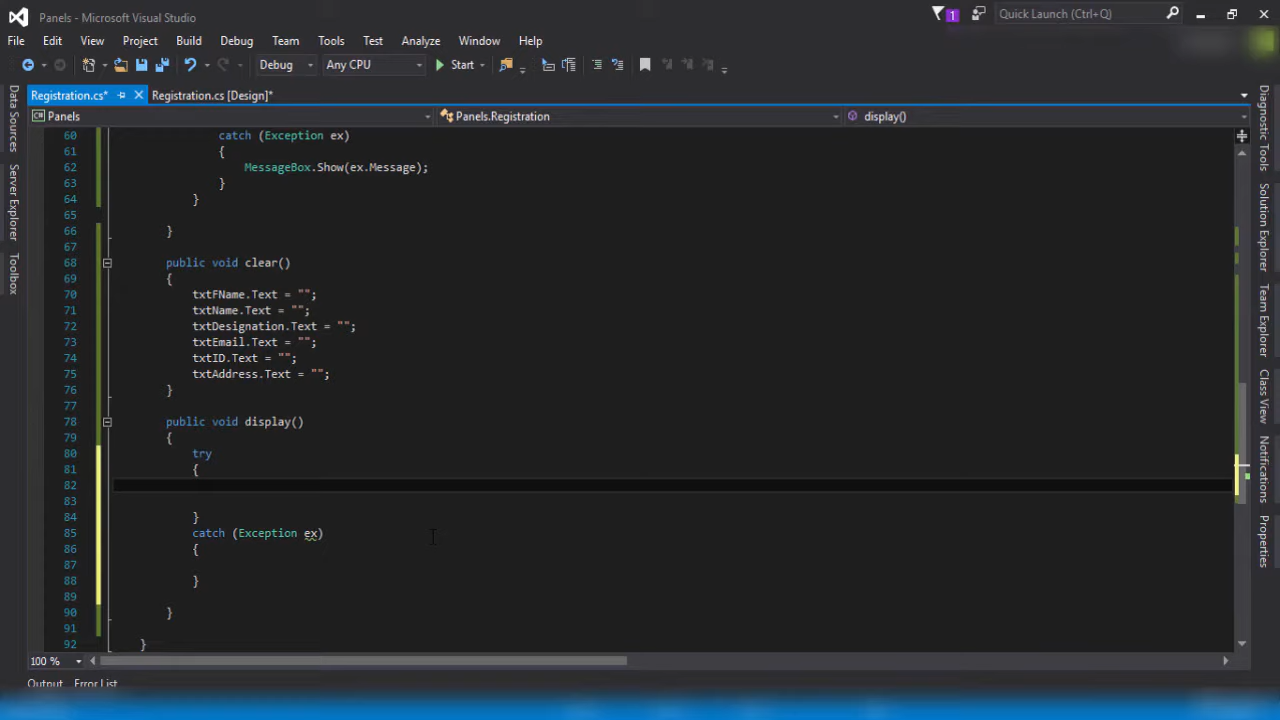 Panels - Microsoft Visual Studio
1
Quick Launch (Ctrl+Q)
File Edit View Project Build Debug Team Tools Test Analyze Window Help
Debug Any CPU Start
Registration.cs* Registration.cs [Design]*
Panels Panels.Registration display()
60 catch (Exception ex)
61 {
62 MessageBox.Show(ex.Message);
63 }
64 }
65
66 }
67
68 public void clear()
69 {
70 txtFName.Text = "";
71 txtName.Text = "";
72 txtDesignation.Text = "";
73 txtEmail.Text = "";
74 txtID.Text = "";
75 txtAddress.Text = "";
76 }
77
78 public void display()
79 {
80 try
81 {
82
83
84 }
85 catch (Exception ex)
86 {
87
88 }
89
90 }
91
92 }
100 %
Output Error List
Data Sources
Server Explorer
Toolbox
Diagnostic Tools
Solution Explorer
Team Explorer
Class View
Notifications
Properties